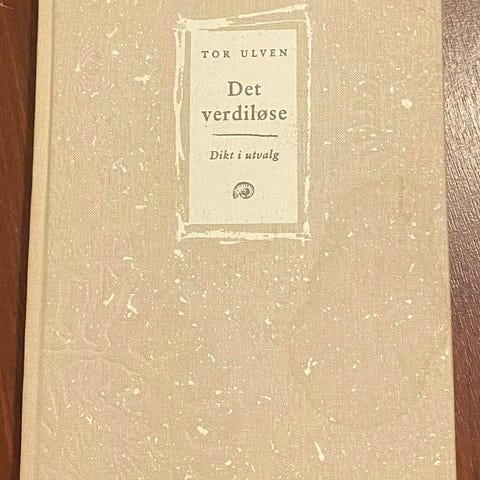 TOR ULVEN
Det
verdiløse
Dikt i utvalg